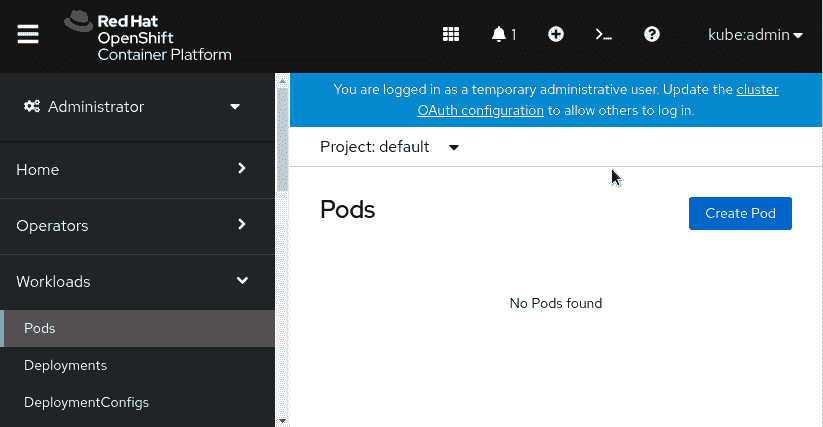 Red Hat
OpenShift
Container Platform
1
kube:admin
Administrator
Home
Operators
Workloads
Pods
Deployments
DeploymentConfigs
You are logged in as a temporary administrative user. Update the cluster
OAuth configuration to allow others to log in.
Project: default
Pods
Create Pod
No Pods found